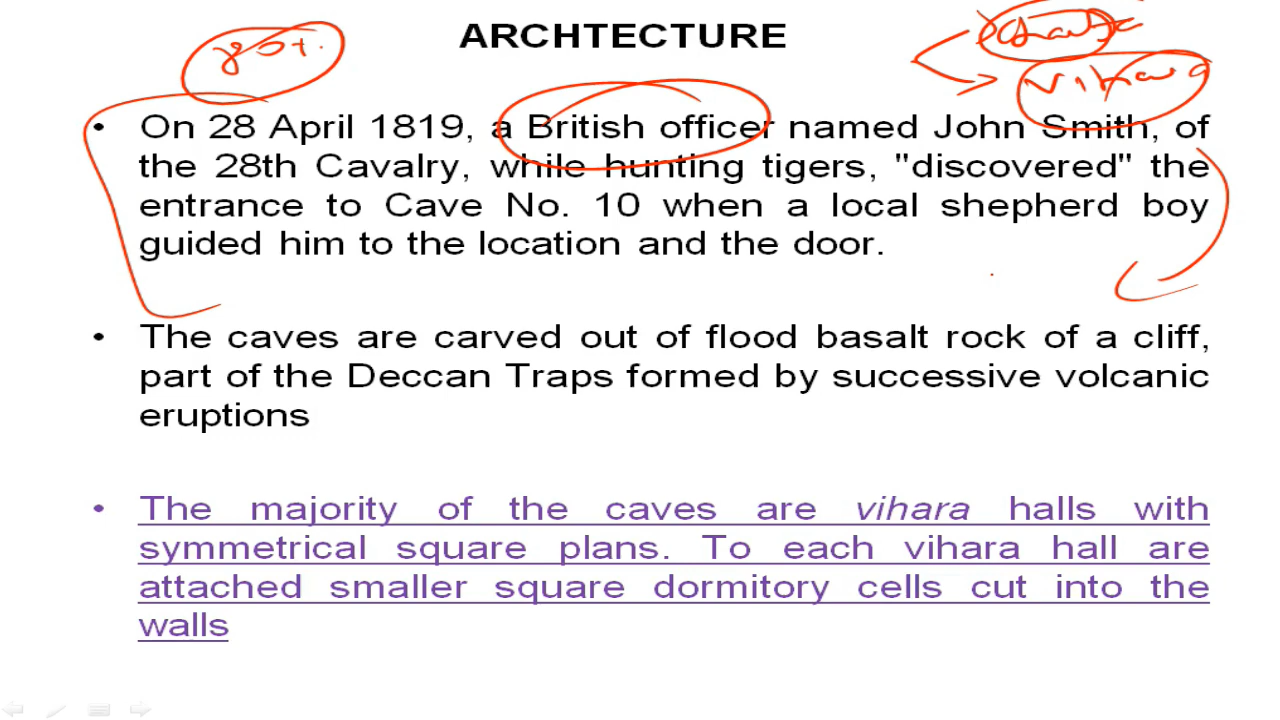 ARCHTECTURE
Vihara
• On 28 April 1819, a British officer named John Smith, of
the 28th Cavalry, while hunting tigers, "discovered" the
entrance to Cave No. 10 when a local shepherd boy
guided him to the location and the door.
• The caves are carved out of flood basalt rock of a cliff,
part of the Deccan Traps formed by successive volcanic
eruptions
• The majority of the caves are vihara halls with
symmetrical square plans. To each vihara hall are
attached smaller square dormitory cells cut into the
walls